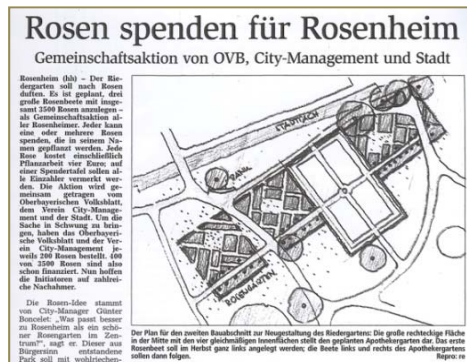 Rosen spenden für Rosenheim
Gemeinschaftsaktion von OVB, City-Management und Stadt
Rosenheim (hh) – Der Rie-
dergarten soll nach Rosen
duften. Es ist geplant, drei
große Rosenbeete mit insge-
samt 3500 Rosen anzulegen –
als Gemeinschaftsaktion al-
ler Rosenheimer. Jeder kann
eine oder mehrere Rosen
spenden, die in seinem Na-
men gepflanzt werden. Jede
Rose kostet einschließlich
Pflanzarbeit vier Euro; auf
einer Spendertafel sollen al-
le Einzahler vermerkt wer-
den. Die Aktion wird ge-
meinsam getragen vom
Oberbayerischen Volksblatt,
dem Verein City-Manage-
ment und der Stadt. Um die
Sache in Schwung zu brin-
gen, haben das Oberbayeri-
sche Volksblatt und der Ver-
ein City-Management je-
weils 200 Rosen bestellt. 400
von 3500 Rosen sind also
schon finanziert. Nun hoffen
die Initiatoren auf zahlrei-
che Nachahmer.
Die Rosen-Idee stammt
von City-Manager Günter
Boncelet: „Was passt besser
zu Rosenheim als ein schö-
ner Rosengarten im Zen-
trum?", sagt er. Dieser aus
Bürgersinn entstandene
Park soll mit wohlriechen-
STADTBACH
ROSENGARTEN
Der Plan für den zweiten Bauabschnitt zur Neugestaltung des Riedergartens: Die große rechteckige Fläche
in der Mitte mit den vier gleichmäßigen Innenflächen stellt den geplanten Apothekergarten dar. Das erste
Rosenbeet soll im Herbst ganz links angelegt werden; die Beete links und rechts des Apothekergartens
sollen dann folgen. Repro: re